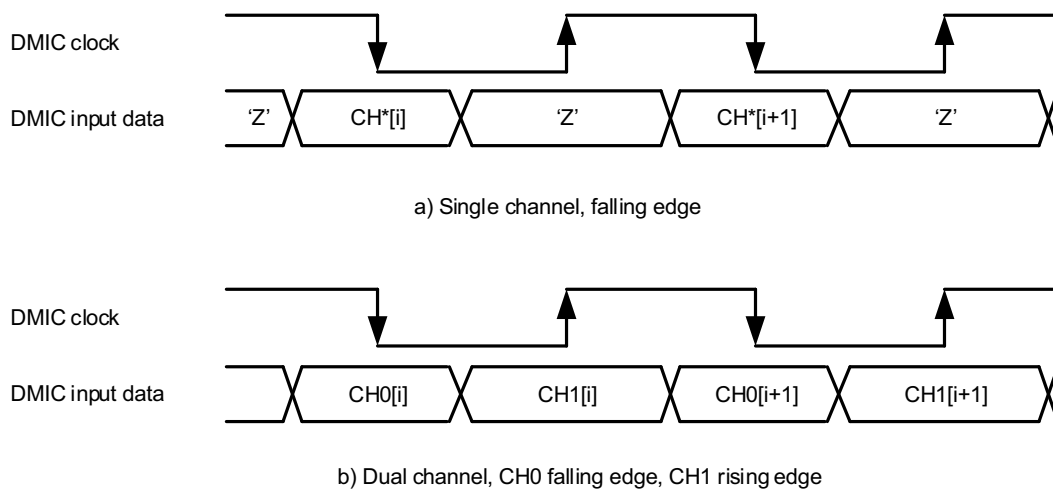 DMIC clock
DMIC input data ‘Z’ CH*[i] ‘Z’ CH*[i+1] ‘Z’
a) Single channel, falling edge
DMIC clock
DMIC input data CH0[i] CH1[i] CH0[i+1] CH1[i+1]
b) Dual channel, CH0 falling edge, CH1 rising edge